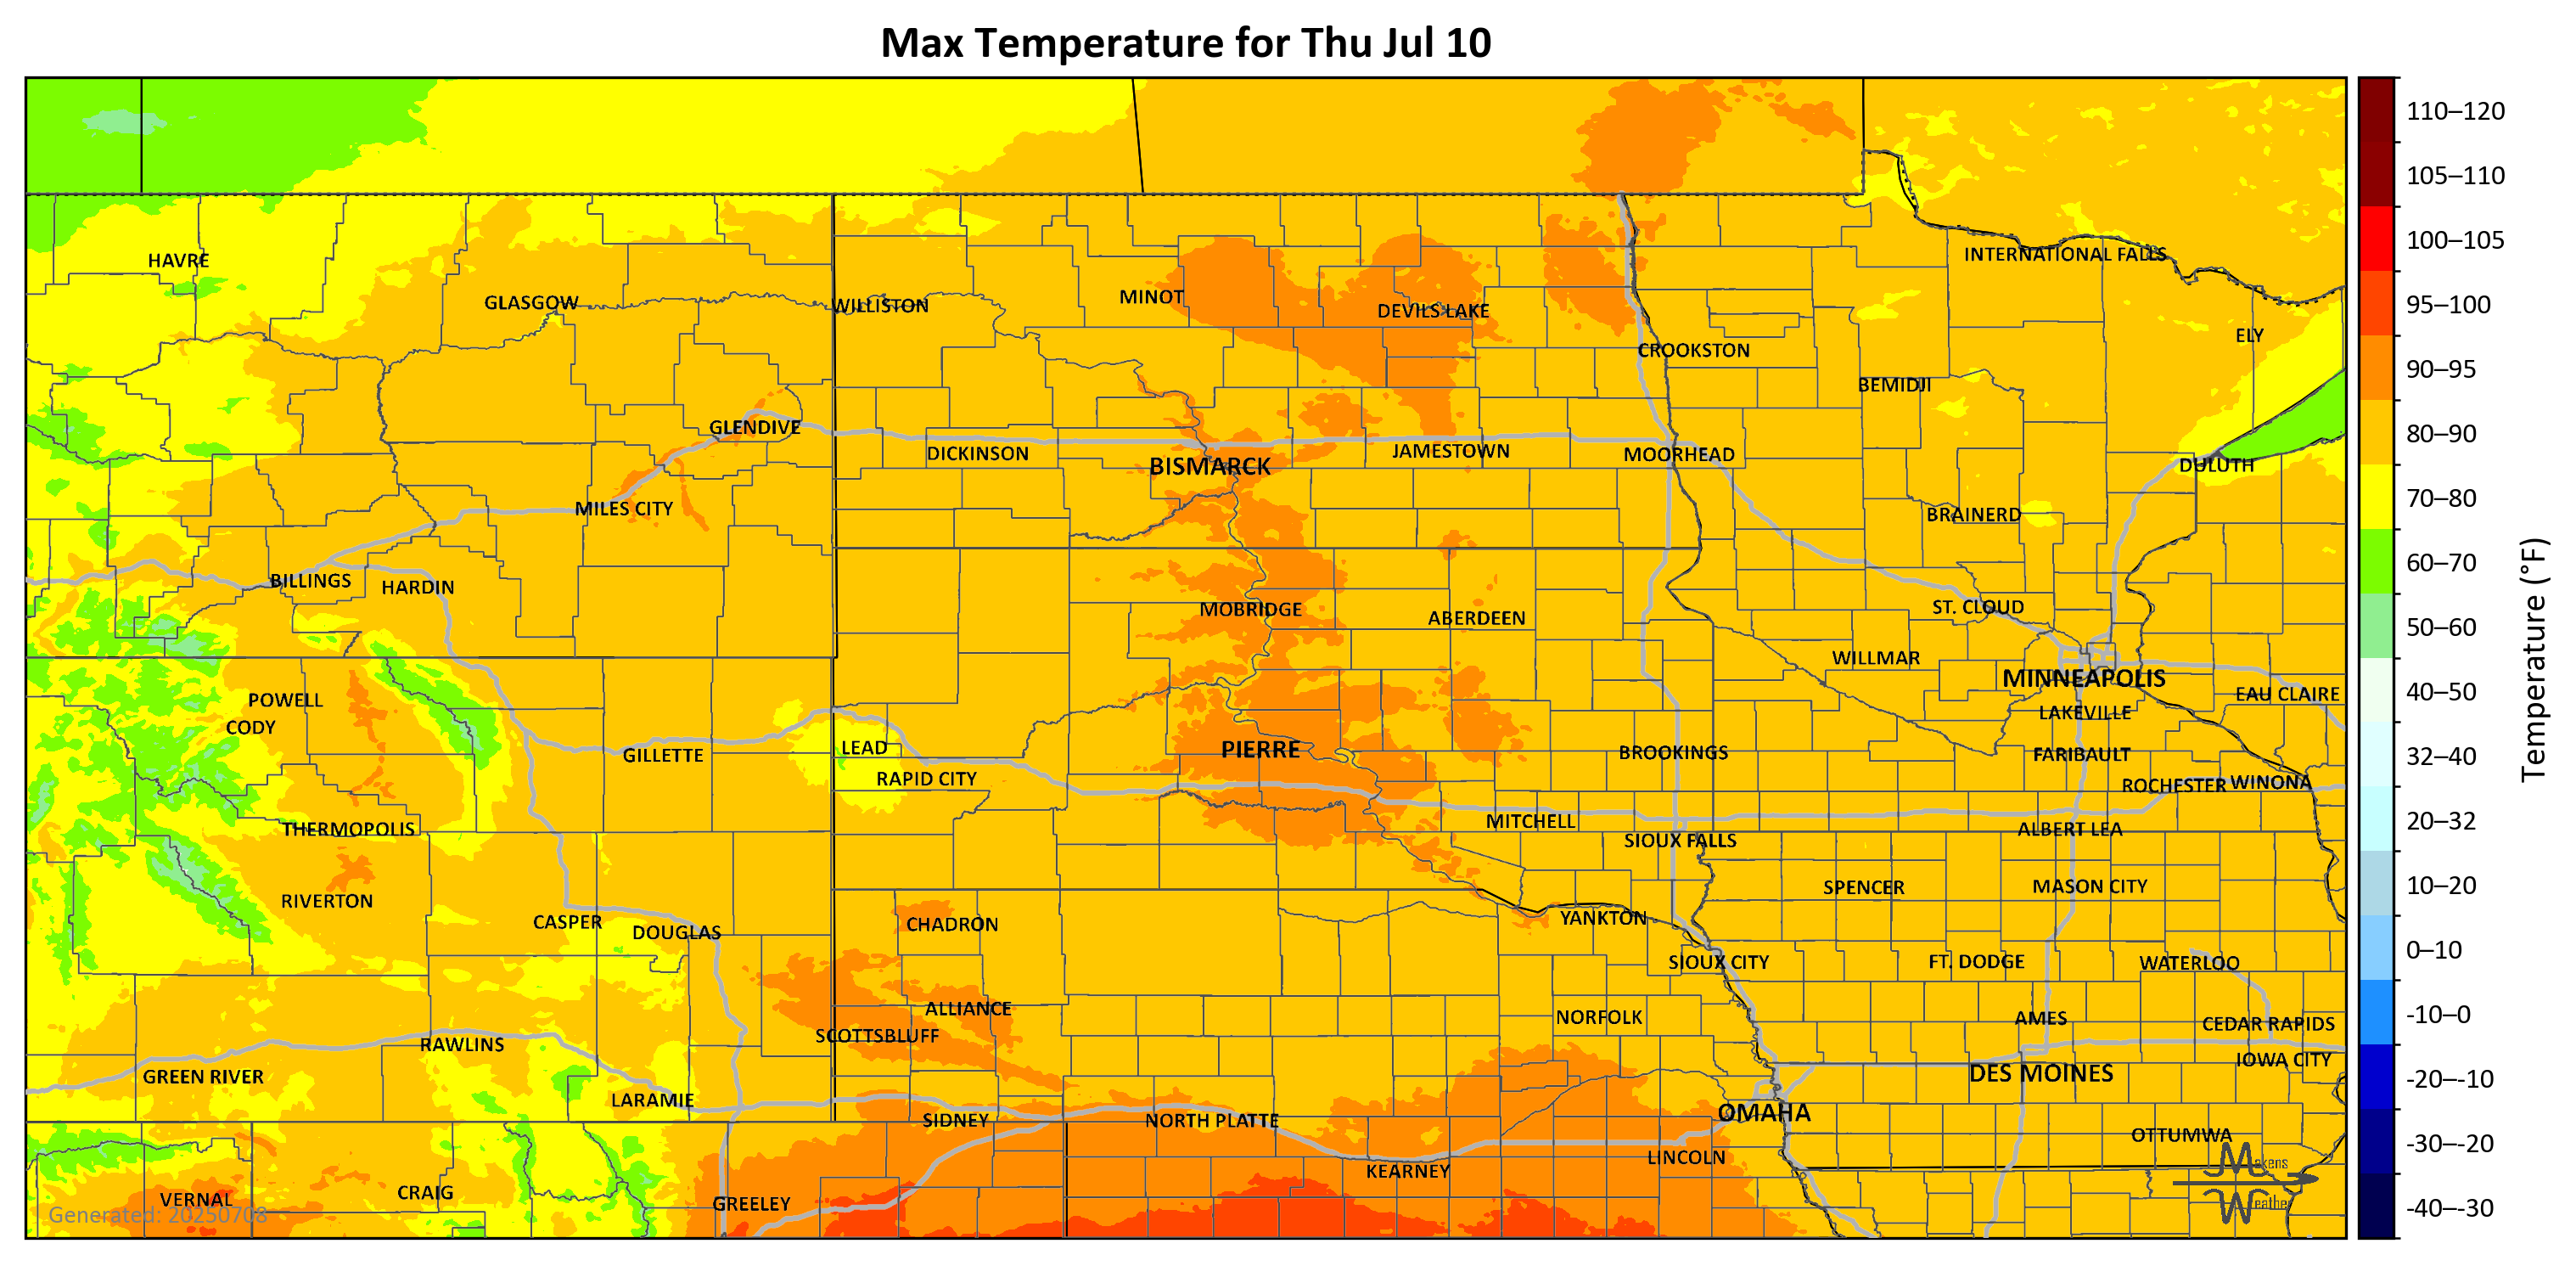 Max Temperature for Thu Jul 10
110–120
105–110
100–105
95–100
90–95
80–90
70–80
60–70
50–60
40–50
32–40
20–32
10–20
0–10
-10–0
-20–-10
-30–-20
-40–-30
Temperature (°F)
HAVRE
GLASGOW
WILLISTON
MINOT
DEVILS LAKE
INTERNATIONAL FALLS
ELY
CROOKSTON
BEMIDJI
GLENDIVE
DICKINSON
BISMARCK
JAMESTOWN
MOORHEAD
DULUTH
MILES CITY
BRAINERD
BILLINGS
HARDIN
MOBRIDGE
ABERDEEN
ST. CLOUD
WILLMAR
MINNEAPOLIS
EAU CLAIRE
POWELL
CODY
LAKEVILLE
GILLETTE
LEAD
RAPID CITY
PIERRE
BROOKINGS
FARIBAULT
ROCHESTER
WINONA
THERMOPOLIS
MITCHELL
SIOUX FALLS
ALBERT LEA
RIVERTON
SPENCER
MASON CITY
CASPER
DOUGLAS
CHADRON
YANKTON
SIOUX CITY
FT. DODGE
WATERLOO
ALLIANCE
SCOTTSBLUFF
NORFOLK
AMES
CEDAR RAPIDS
RAWLINS
IOWA CITY
GREEN RIVER
DES MOINES
LARAMIE
SIDNEY
NORTH PLATTE
OMAHA
OTTUMWA
KEARNEY
LINCOLN
VERNAL
CRAIG
GREELEY
Makens
Weather
Generated: 20250708